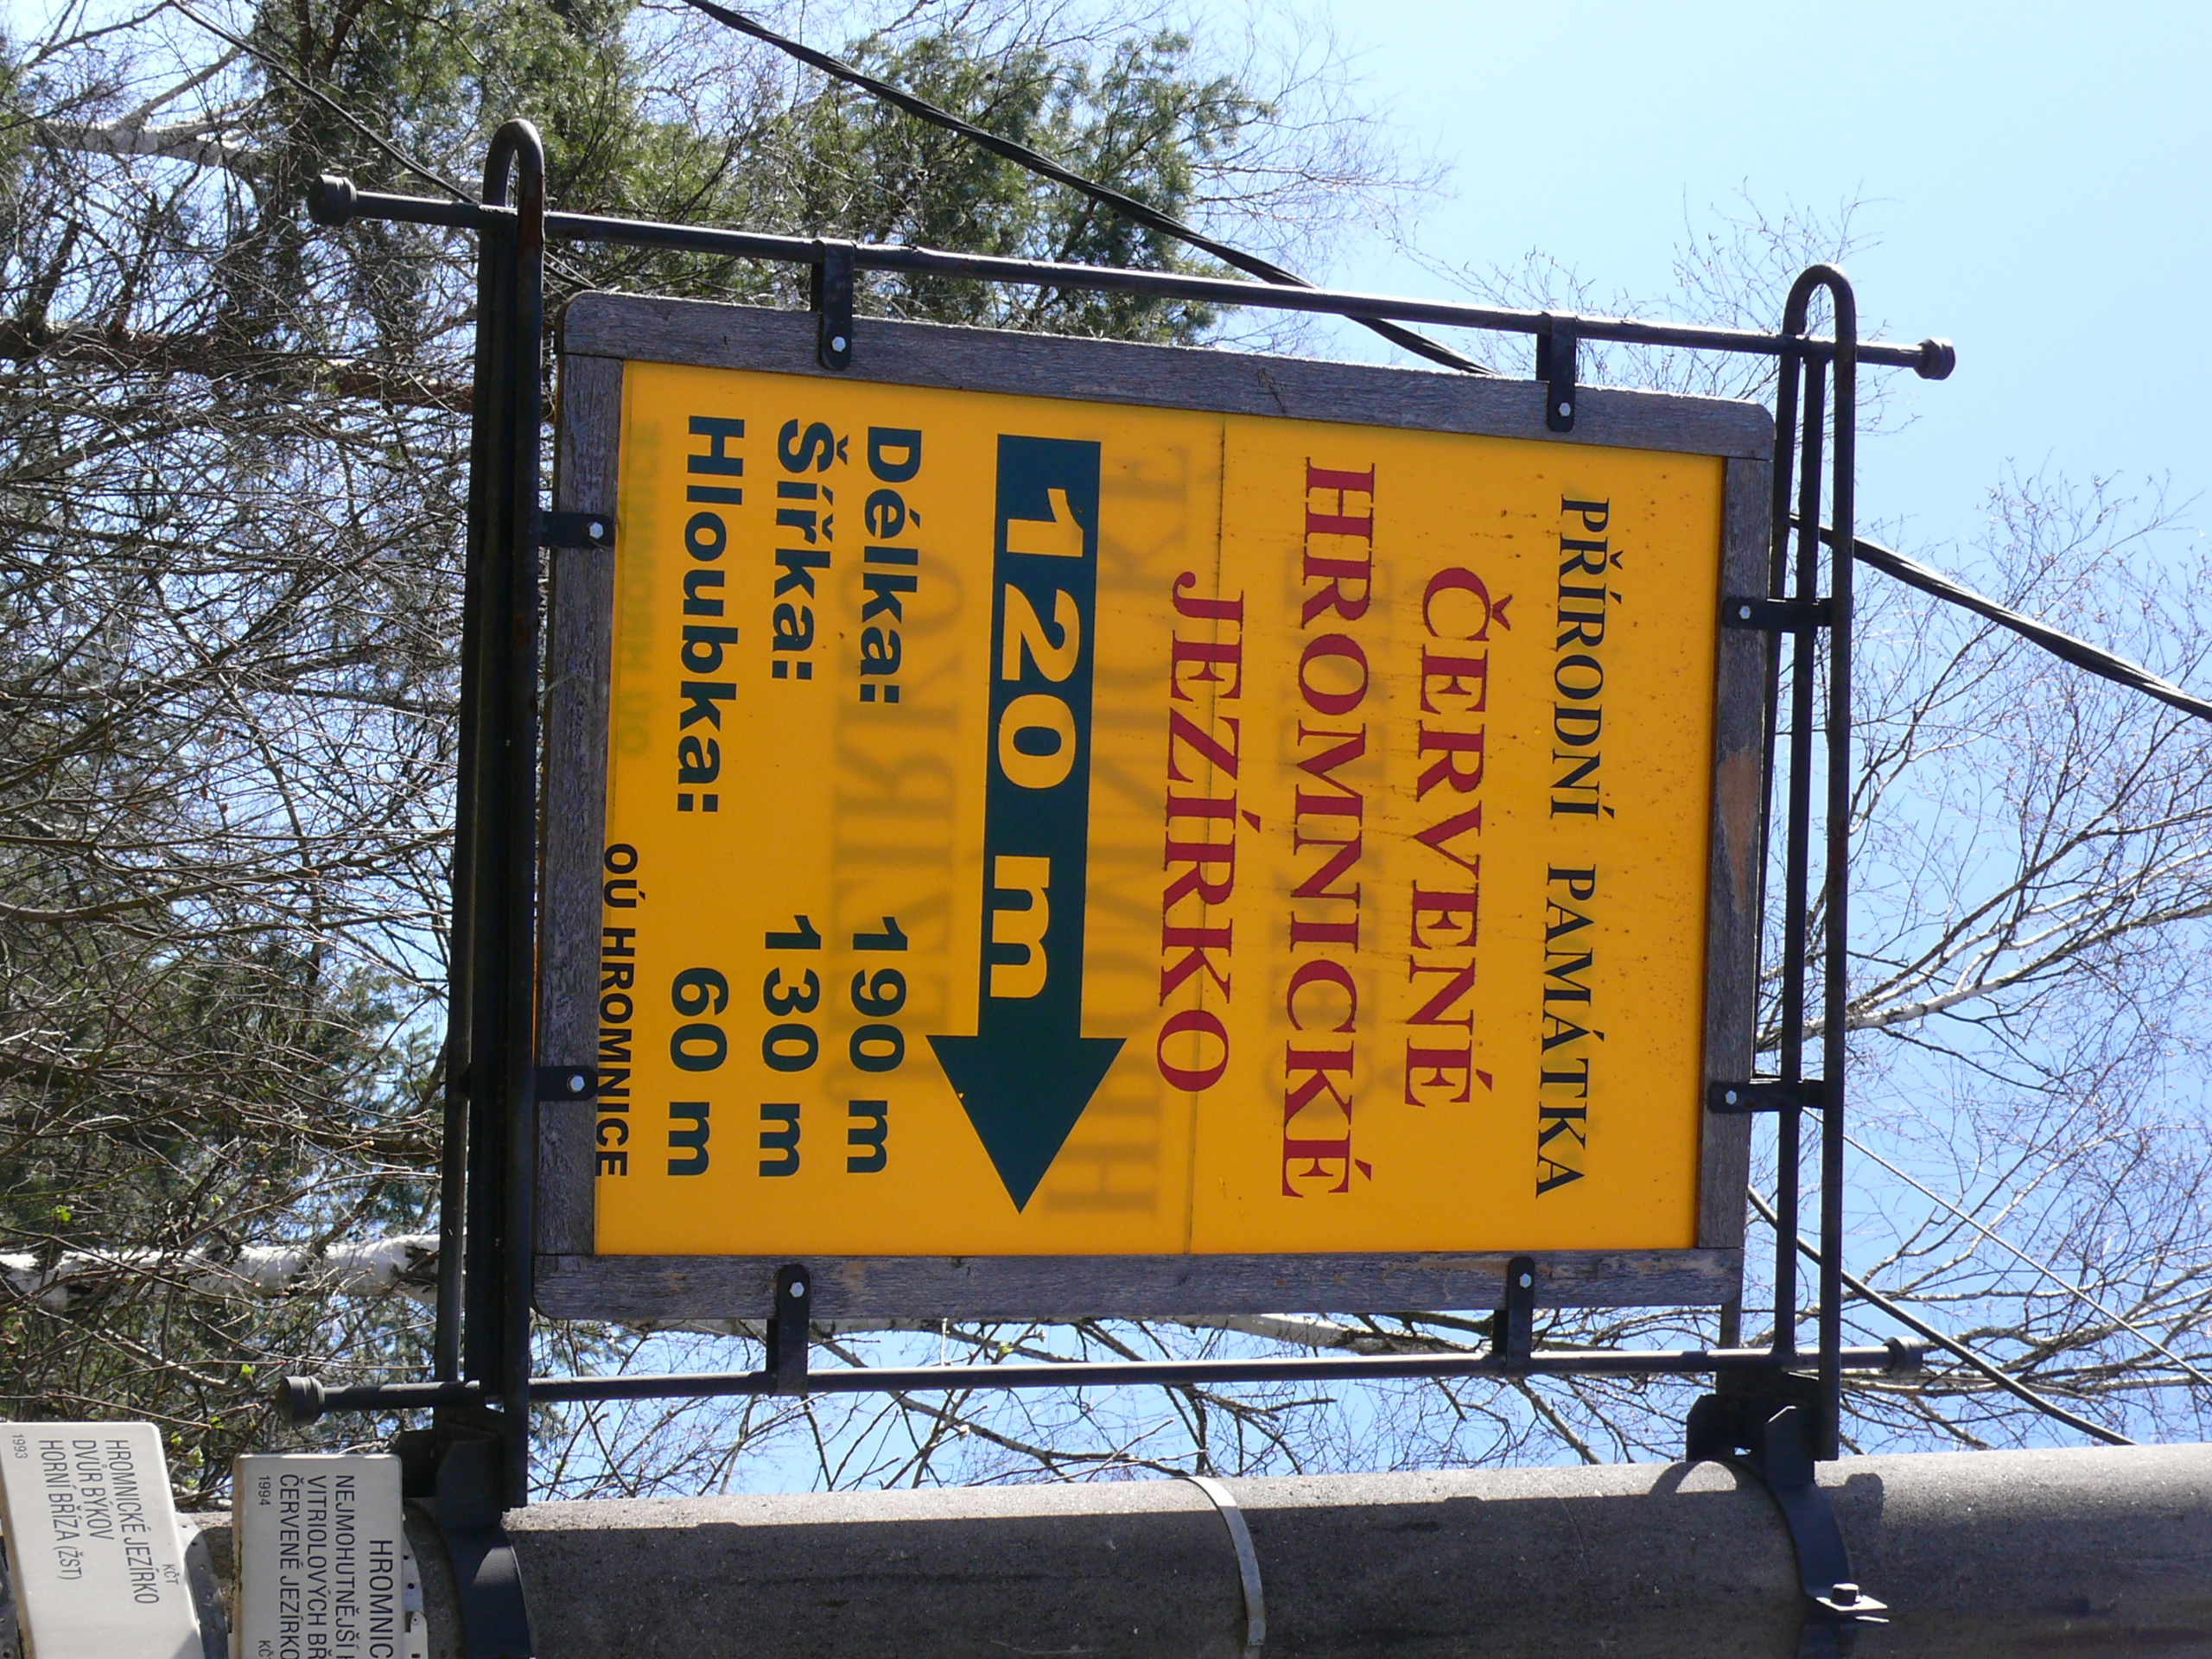 PŘÍRODNÍ PAMÁTKA
ČERVENÉ
HROMNICKÉ
JEZÍRKO
120 m
Délka: 190 m
Šířka: 130 m
Hloubka: 60 m
OÚ HROMNICE
NEJMOHUTNĚJŠÍ
VITRIOLOVÝCH
ČERVENÉ JEZÍRKO
1994
KČT
HROMNICKÉ JEZÍRKO
DVŮR BÝKOV
HORNÍ BŘÍZA (ŽST)
1993